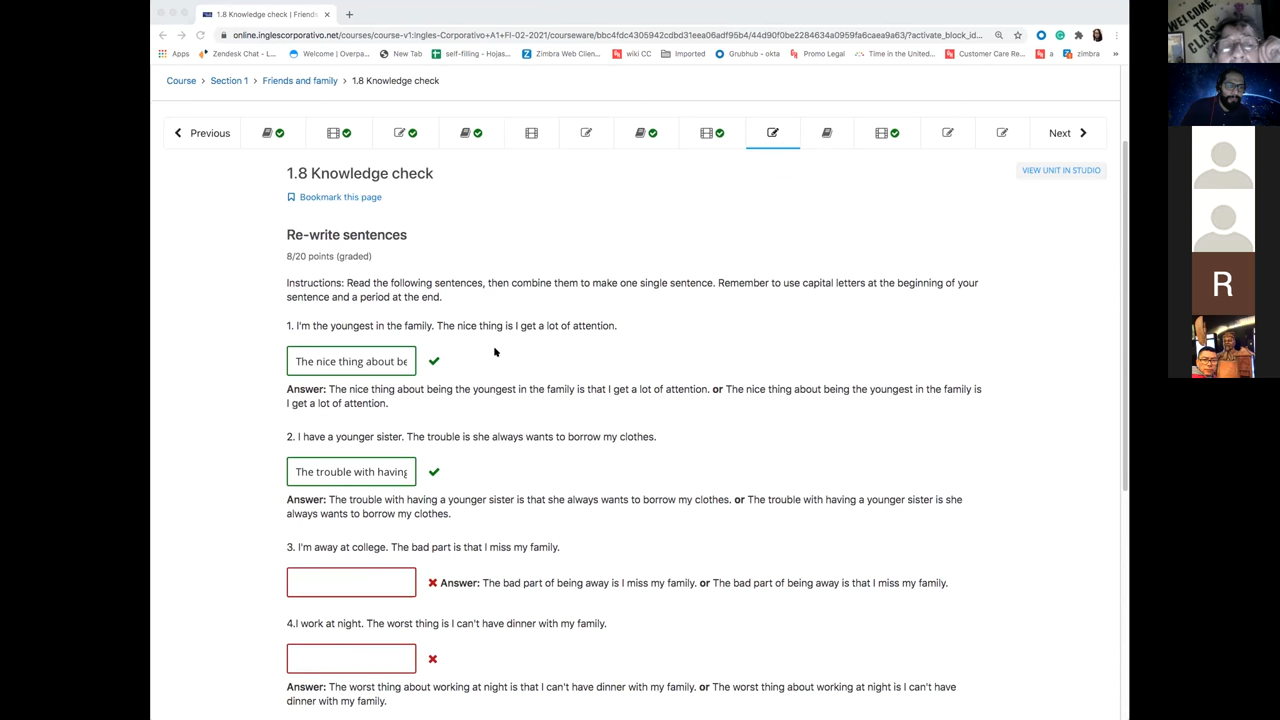 1.8 Knowledge check | Friends
online.inglescorporativo.net/courses/course-v1:ingles-Corporativo+A1+FI-02-2021/courseware/bbc4fdc4305942cdbd31eea06adf95b4/44d90f0be2284634a0959fa6caea9a63/?activate_block_id...
Apps Zendesk Chat - L... Welcome | Overpa... New Tab self-filling - Hojas... Zimbra Web Clien... wiki CC Imported Grubhub - okta Promo Legal Time in the United... Customer Care Re... a zimbra »
WELCOME
TO
CLASS
Course > Section 1 > Friends and family > 1.8 Knowledge check
Previous Next
1.8 Knowledge check
VIEW UNIT IN STUDIO
Bookmark this page
Re-write sentences
8/20 points (graded)
Instructions: Read the following sentences, then combine them to make one single sentence. Remember to use capital letters at the beginning of your
sentence and a period at the end.
1. I'm the youngest in the family. The nice thing is I get a lot of attention.
The nice thing about be
Answer: The nice thing about being the youngest in the family is that I get a lot of attention. or The nice thing about being the youngest in the family is
I get a lot of attention.
2. I have a younger sister. The trouble is she always wants to borrow my clothes.
The trouble with having
Answer: The trouble with having a younger sister is that she always wants to borrow my clothes. or The trouble with having a younger sister is she
always wants to borrow my clothes.
3. I'm away at college. The bad part is that I miss my family.
Answer: The bad part of being away is I miss my family. or The bad part of being away is that I miss my family.
4.I work at night. The worst thing is I can't have dinner with my family.
Answer: The worst thing about working at night is that I can't have dinner with my family. or The worst thing about working at night is I can't have
dinner with my family.
R